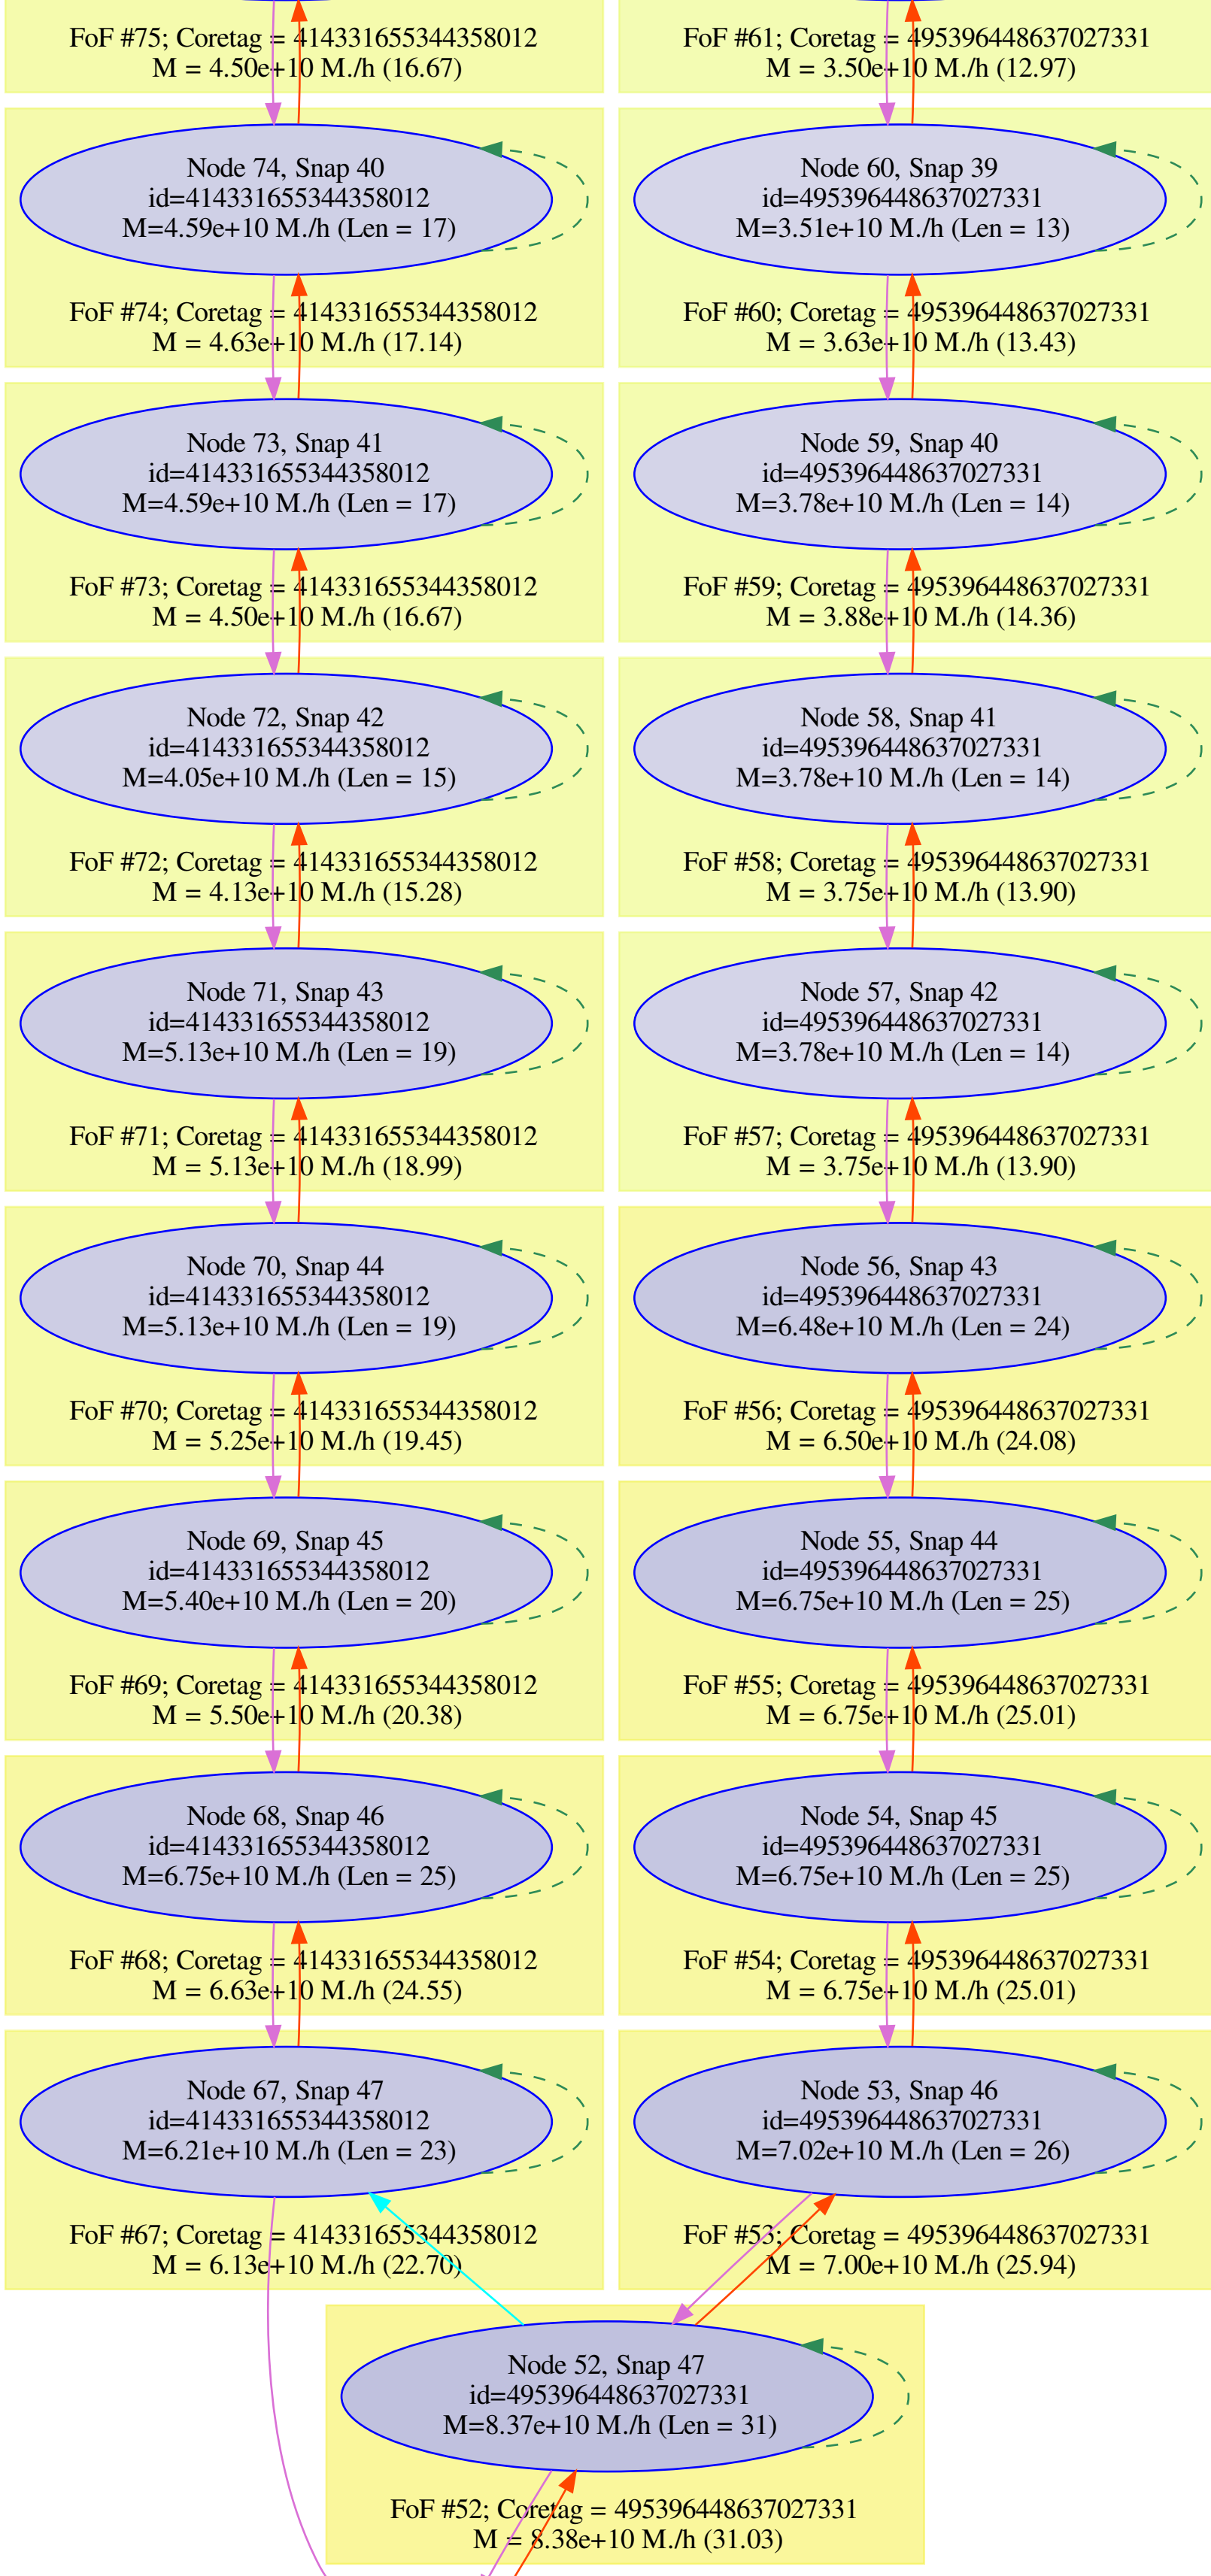 FoF #75; Coretag = 414331655344358012
M = 4.50e+10 M./h (16.67)
FoF #61; Coretag = 495396448637027331
M = 3.50e+10 M./h (12.97)
Node 74, Snap 40
id=414331655344358012
M=4.59e+10 M./h (Len = 17)
FoF #74; Coretag = 414331655344358012
M = 4.63e+10 M./h (17.14)
Node 60, Snap 39
id=495396448637027331
M=3.51e+10 M./h (Len = 13)
FoF #60; Coretag = 495396448637027331
M = 3.63e+10 M./h (13.43)
Node 73, Snap 41
id=414331655344358012
M=4.59e+10 M./h (Len = 17)
FoF #73; Coretag = 414331655344358012
M = 4.50e+10 M./h (16.67)
Node 59, Snap 40
id=495396448637027331
M=3.78e+10 M./h (Len = 14)
FoF #59; Coretag = 495396448637027331
M = 3.88e+10 M./h (14.36)
Node 72, Snap 42
id=414331655344358012
M=4.05e+10 M./h (Len = 15)
FoF #72; Coretag = 414331655344358012
M = 4.13e+10 M./h (15.28)
Node 58, Snap 41
id=495396448637027331
M=3.78e+10 M./h (Len = 14)
FoF #58; Coretag = 495396448637027331
M = 3.75e+10 M./h (13.90)
Node 71, Snap 43
id=414331655344358012
M=5.13e+10 M./h (Len = 19)
FoF #71; Coretag = 414331655344358012
M = 5.13e+10 M./h (18.99)
Node 57, Snap 42
id=495396448637027331
M=3.78e+10 M./h (Len = 14)
FoF #57; Coretag = 495396448637027331
M = 3.75e+10 M./h (13.90)
Node 70, Snap 44
id=414331655344358012
M=5.13e+10 M./h (Len = 19)
FoF #70; Coretag = 414331655344358012
M = 5.25e+10 M./h (19.45)
Node 56, Snap 43
id=495396448637027331
M=6.48e+10 M./h (Len = 24)
FoF #56; Coretag = 495396448637027331
M = 6.50e+10 M./h (24.08)
Node 69, Snap 45
id=414331655344358012
M=5.40e+10 M./h (Len = 20)
FoF #69; Coretag = 414331655344358012
M = 5.50e+10 M./h (20.38)
Node 55, Snap 44
id=495396448637027331
M=6.75e+10 M./h (Len = 25)
FoF #55; Coretag = 495396448637027331
M = 6.75e+10 M./h (25.01)
Node 68, Snap 46
id=414331655344358012
M=6.75e+10 M./h (Len = 25)
FoF #68; Coretag = 414331655344358012
M = 6.63e+10 M./h (24.55)
Node 54, Snap 45
id=495396448637027331
M=6.75e+10 M./h (Len = 25)
FoF #54; Coretag = 495396448637027331
M = 6.75e+10 M./h (25.01)
Node 67, Snap 47
id=414331655344358012
M=6.21e+10 M./h (Len = 23)
FoF #67; Coretag = 414331655344358012
M = 6.13e+10 M./h (22.70)
Node 53, Snap 46
id=495396448637027331
M=7.02e+10 M./h (Len = 26)
FoF #53; Coretag = 495396448637027331
M = 7.00e+10 M./h (25.94)
Node 52, Snap 47
id=495396448637027331
M=8.37e+10 M./h (Len = 31)
FoF #52; Coretag = 495396448637027331
M = 8.38e+10 M./h (31.03)